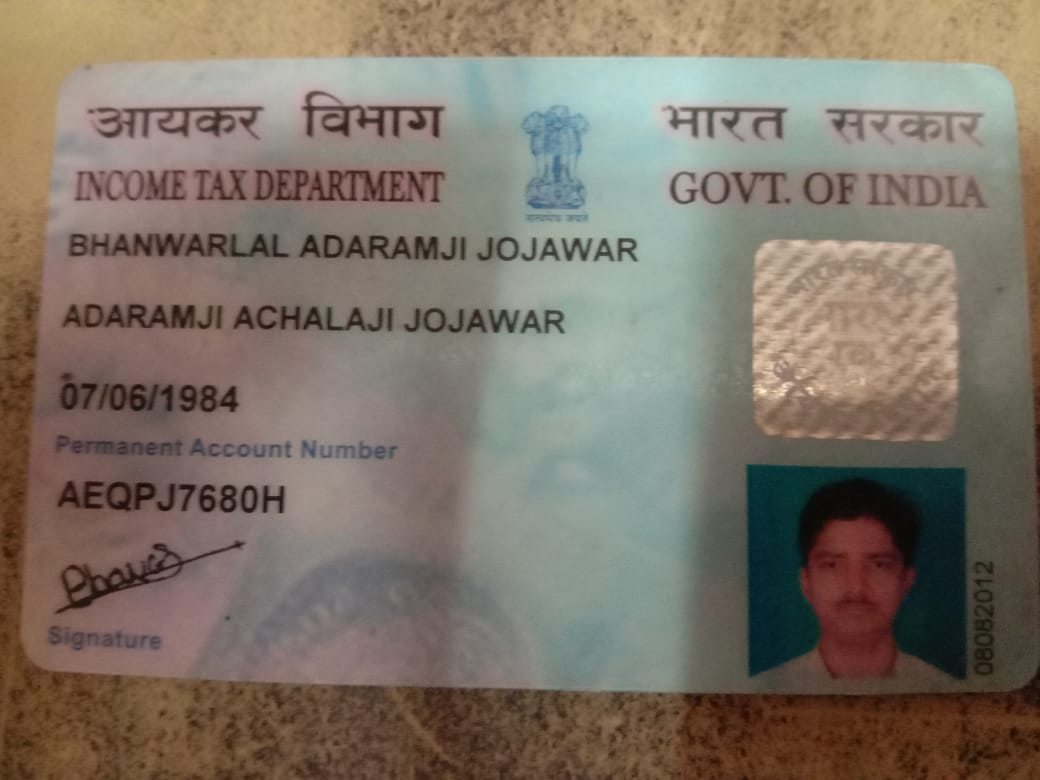 आयकर विभाग
भारत सरकार
INCOME TAX DEPARTMENT
GOVT. OF INDIA
सत्यमेव जयते
BHANWARLAL ADARAMJI JOJAWAR
ADARAMJI ACHALAJI JOJAWAR
07/06/1984
Permanent Account Number
AEQPJ7680H
Signature
08082012